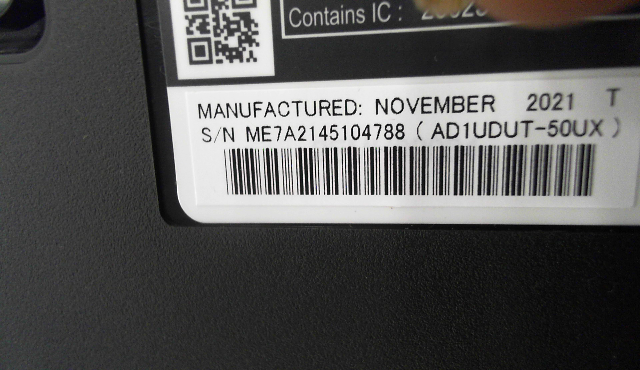 Contains IC :
MANUFACTURED: NOVEMBER 2021 T
S/N ME7A2145104788 ( AD1UDUT-50UX )